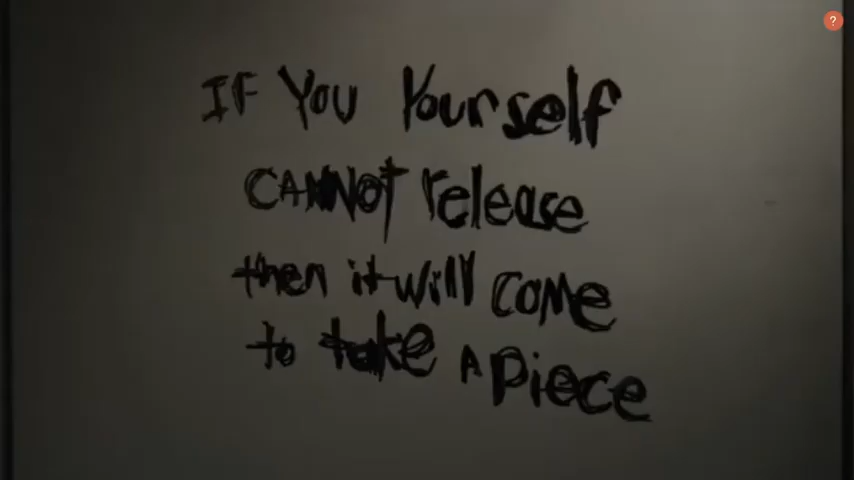 IF You Yourself
CANNOT release
then it will come
to take A piece